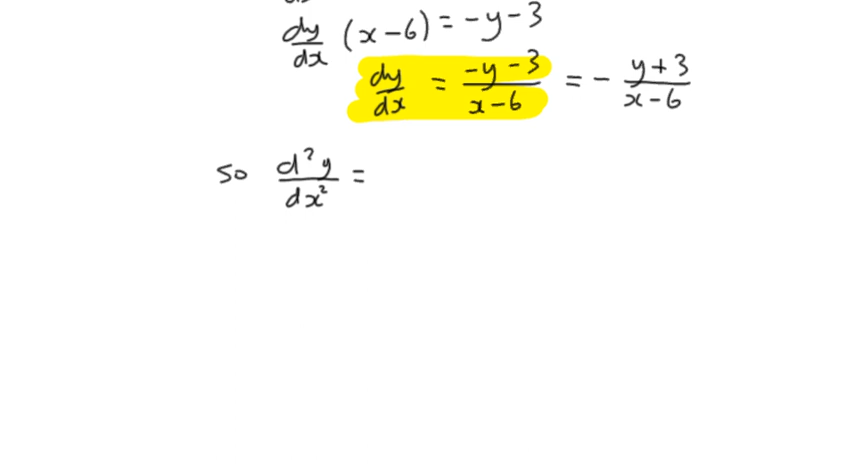 dy/dx (x-6) = -y-3
dy/dx = (-y-3)/(x-6) = - (y+3)/(x-6)
so d²y/dx² =